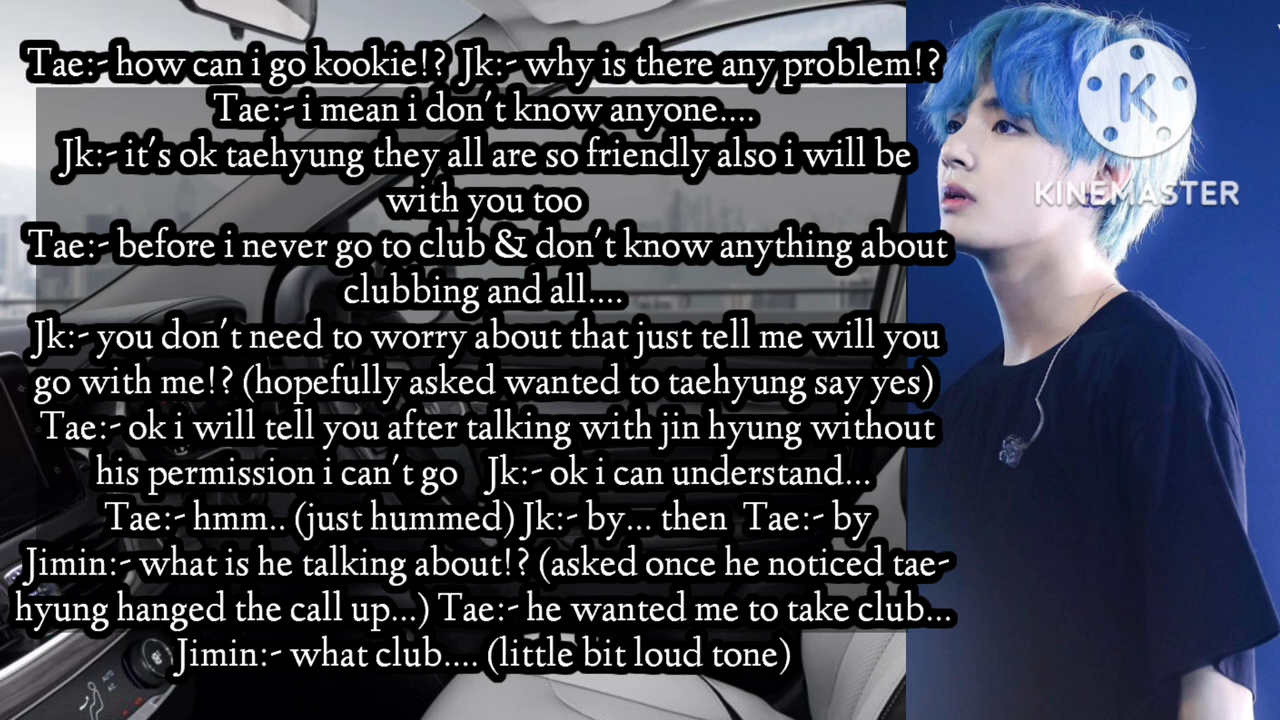 Tae:- how can i go kookie!? Jk:- why is there any problem!?
Tae:- i mean i don't know anyone....
Jk:- it's ok taehyung they all are so friendly also i will be
with you too
Tae:- before i never go to club & don't know anything about
clubbing and all....
Jk:- you don't need to worry about that just tell me will you
go with me!? (hopefully asked wanted to taehyung say yes)
Tae:- ok i will tell you after talking with jin hyung without
his permission i can't go Jk:- ok i can understand...
Tae:- hmm.. (just hummed) Jk:- by... then Tae:- by
Jimin:- what is he talking about!? (asked once he noticed tae-
hyung hanged the call up...) Tae:- he wanted me to take club...
Jimin:- what club.... (little bit loud tone)
K
KINEMASTER